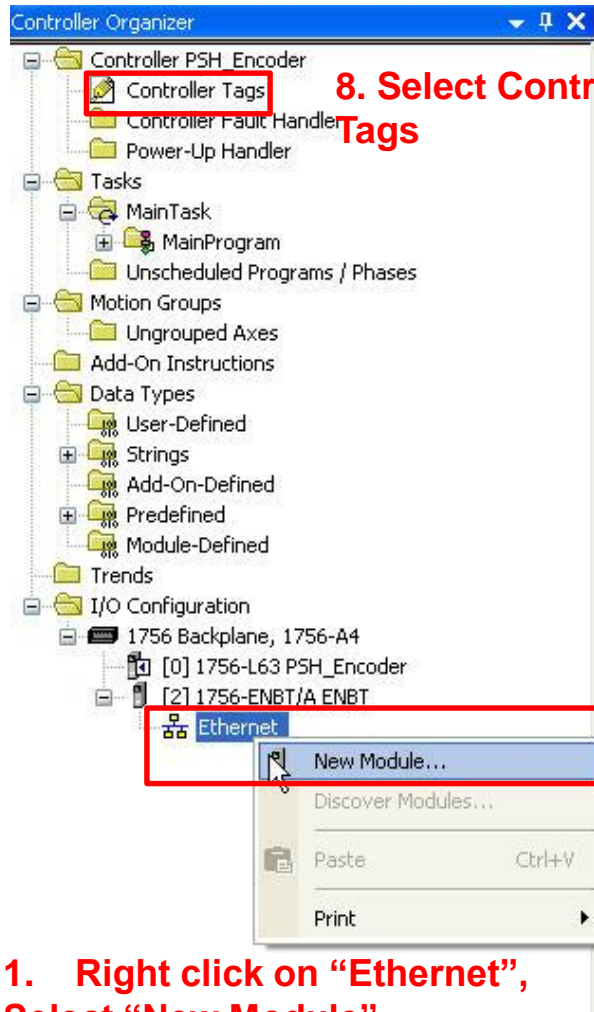 Controller Organizer
Controller PSH_Encoder
Controller Tags
8. Select Contr
Controller Fault Handler
Tags
Power-Up Handler
Tasks
MainTask
MainProgram
Unscheduled Programs / Phases
Motion Groups
Ungrouped Axes
Add-On Instructions
Data Types
User-Defined
Strings
Add-On-Defined
Predefined
Module-Defined
Trends
I/O Configuration
1756 Backplane, 1756-A4
[0] 1756-L63 PSH_Encoder
[2] 1756-ENBT/A ENBT
Ethernet
New Module...
Discover Modules...
Paste Ctrl+V
Print
1. Right click on “Ethernet”,
Select “New Module”